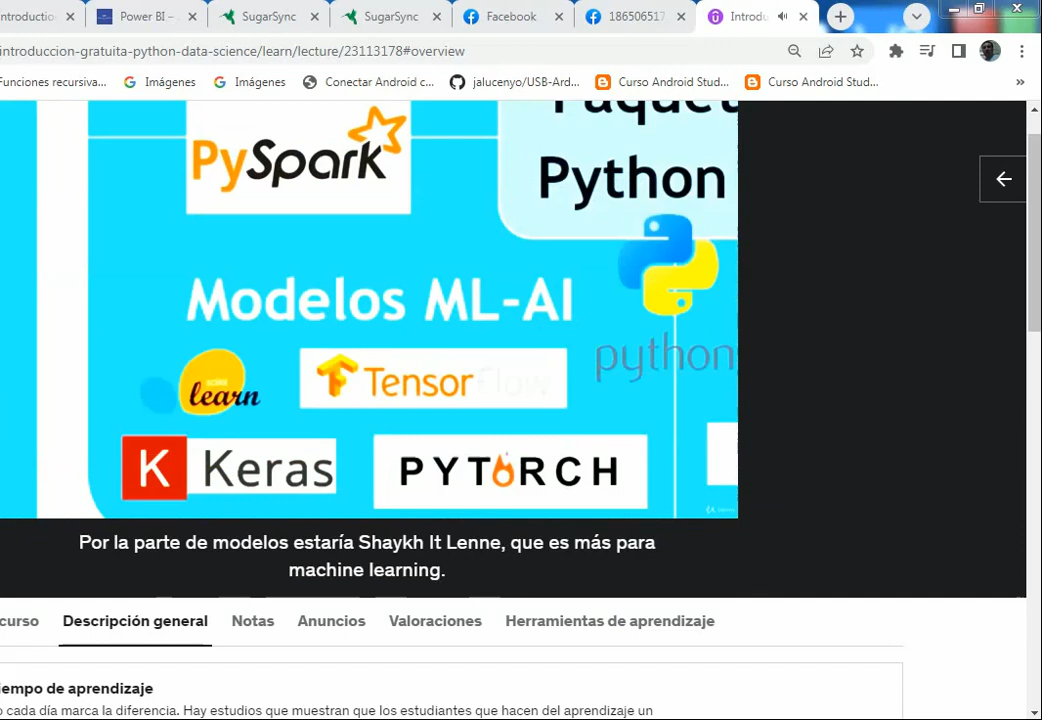 introductio
Power BI –
SugarSync
SugarSync
Facebook
186506517
Introdu
introduccion-gratuita-python-data-science/learn/lecture/23113178#overview
Funciones recursiva...
Imágenes
Imágenes
Conectar Android c...
jalucenyo/USB-Ard...
Curso Android Stud...
Curso Android Stud...
»
Paquet
PySpark
Python
Modelos ML-AI
python
learn
TensorFlow
K Keras
PYTORCH
Por la parte de modelos estaría Shaykh It Lenne, que es más para
machine learning.
curso
Descripción general
Notas
Anuncios
Valoraciones
Herramientas de aprendizaje
iempo de aprendizaje
o cada día marca la diferencia. Hay estudios que muestran que los estudiantes que hacen del aprendizaje un